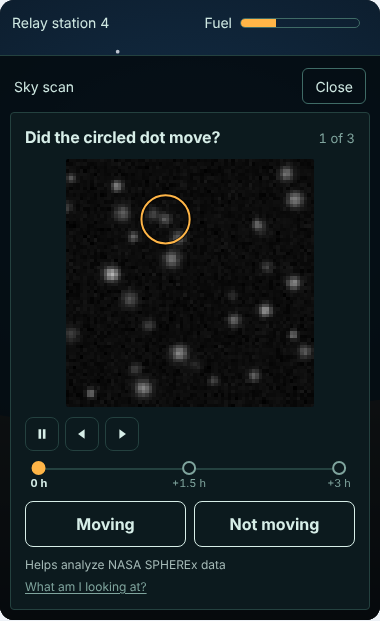 Relay station 4
Fuel
Sky scan
Close
Did the circled dot move?
1 of 3
0 h
+1.5 h
+3 h
Moving
Not moving
Helps analyze NASA SPHEREx data
What am I looking at?